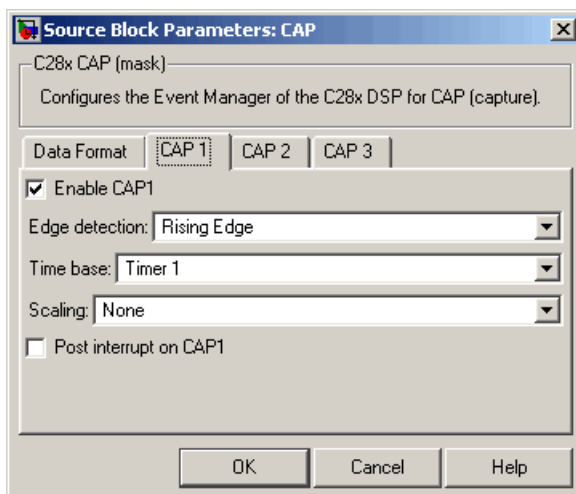 Source Block Parameters: CAP
C28x CAP (mask)
Configures the Event Manager of the C28x DSP for CAP (capture).
Data Format CAP 1 CAP 2 CAP 3
Enable CAP1
Edge detection: Rising Edge
Time base: Timer 1
Scaling: None
Post interrupt on CAP1
OK Cancel Help